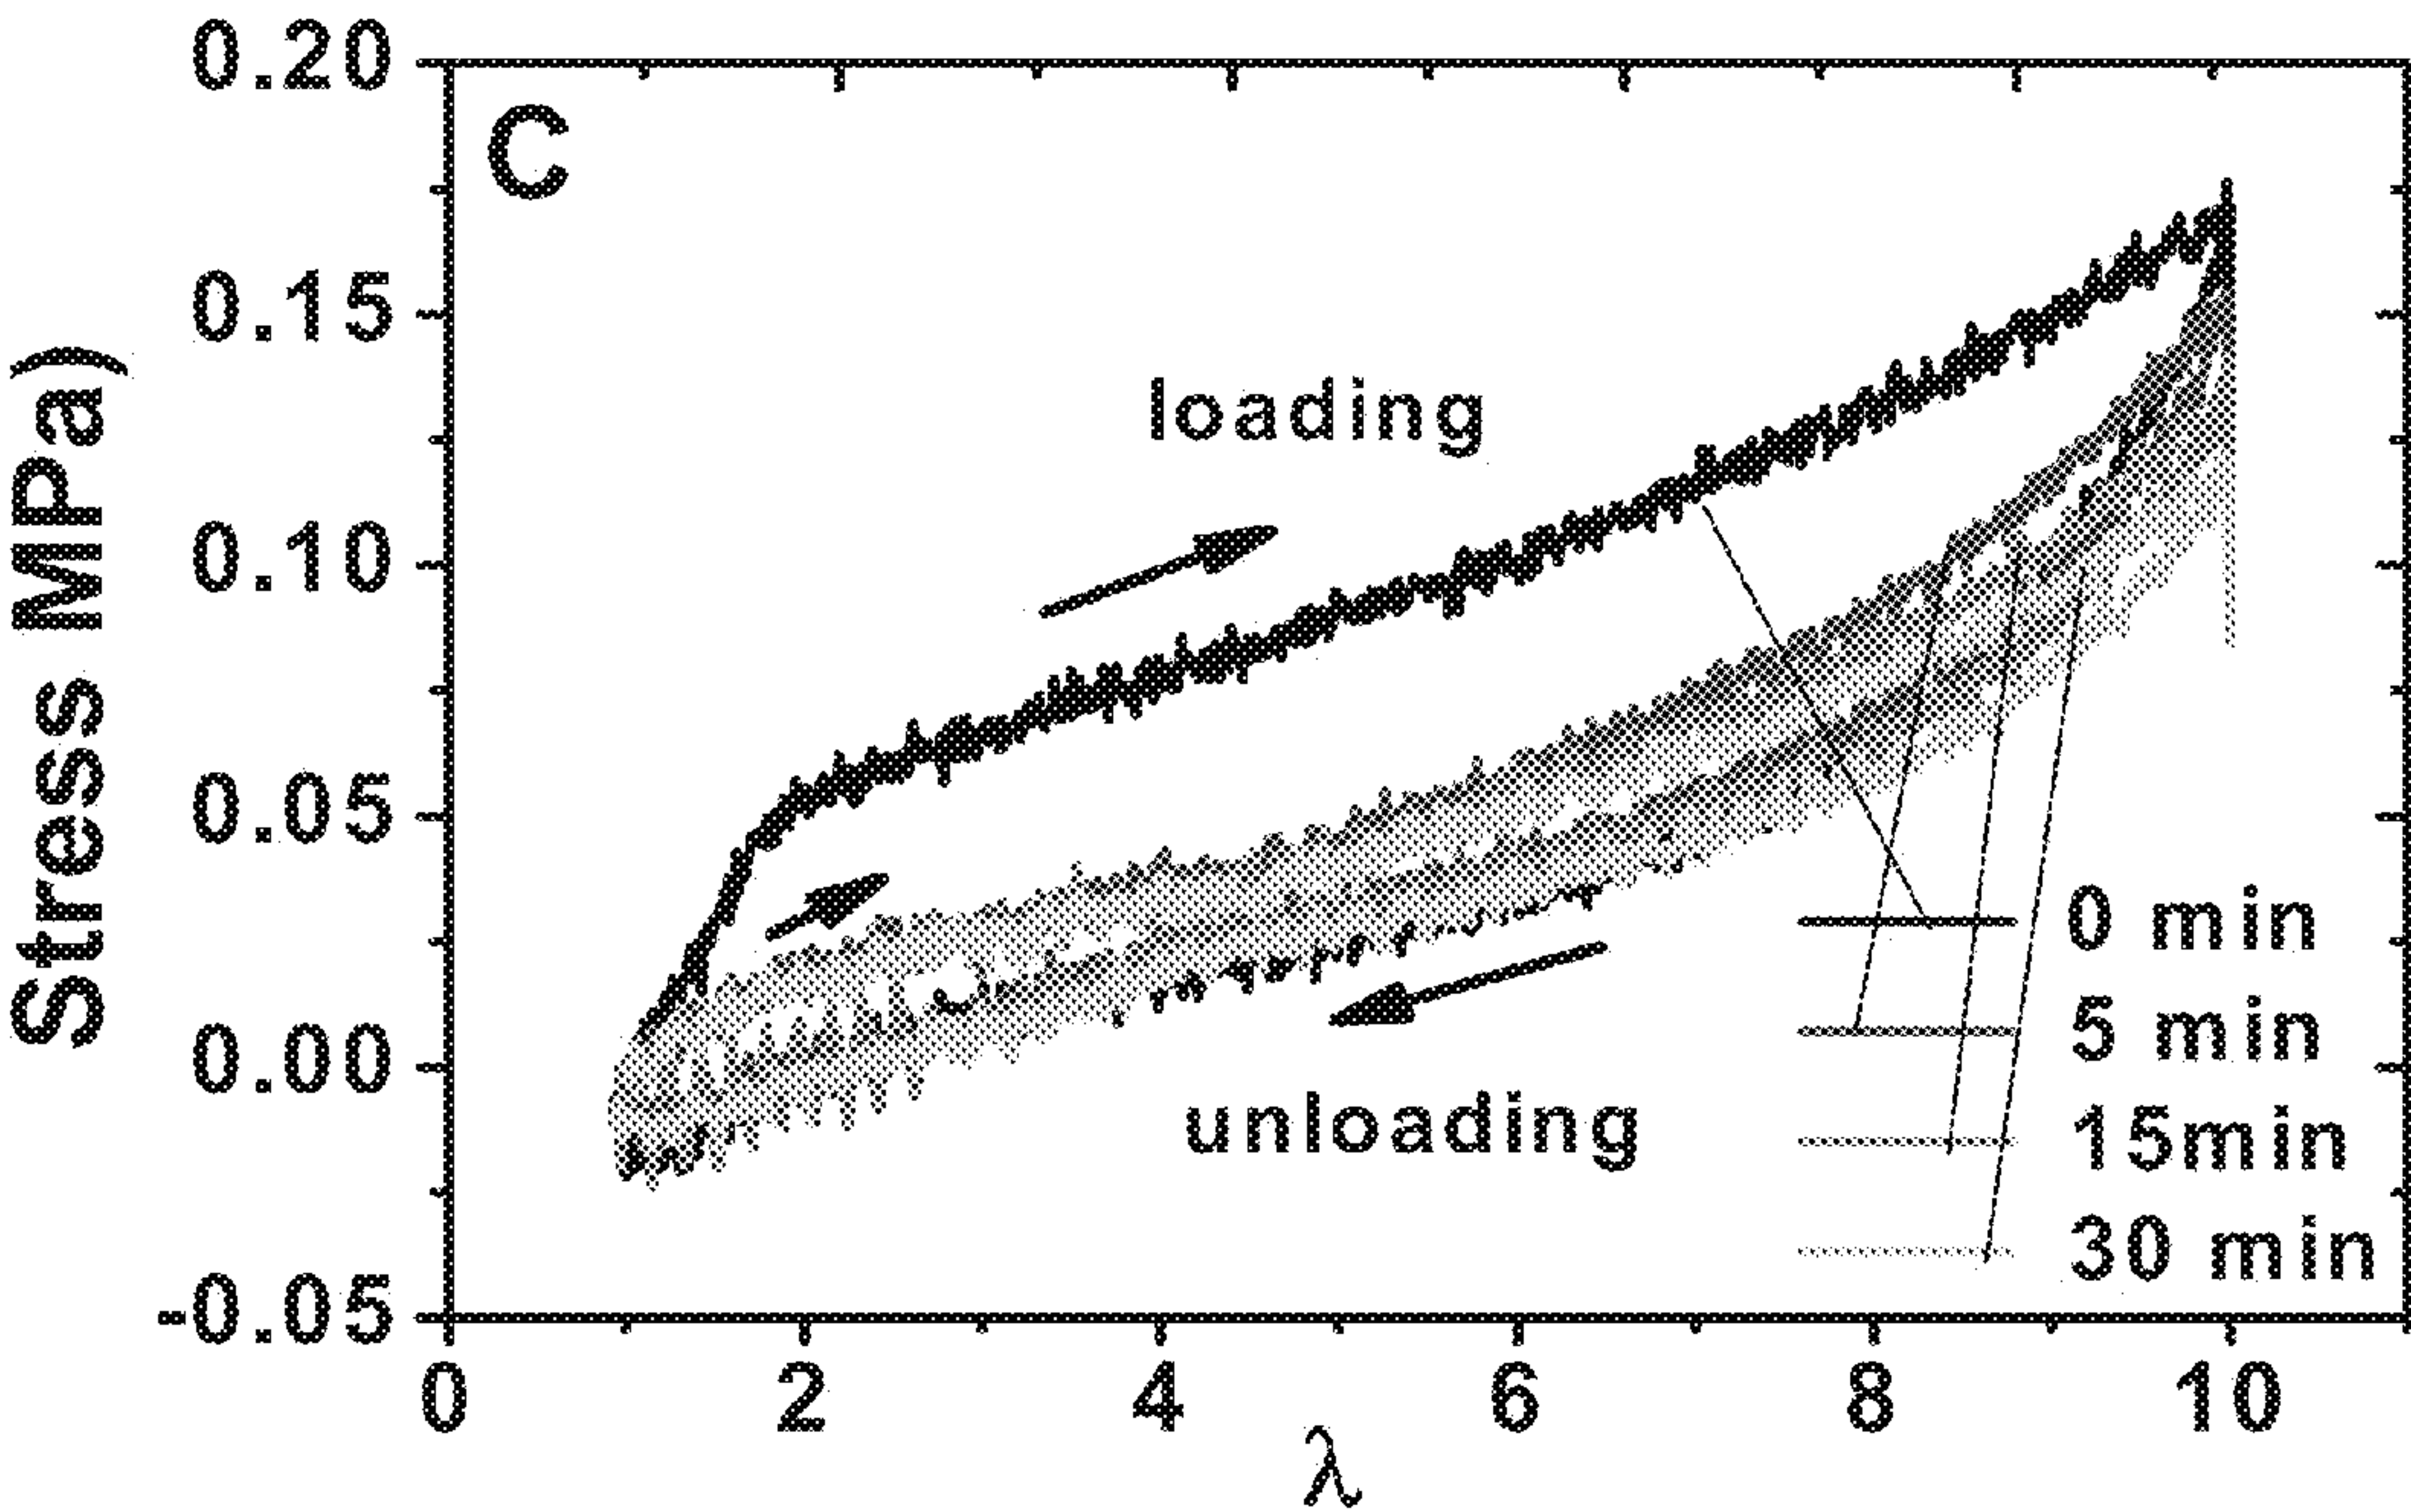 Stress MPa)
0.20
0.15
0.10
0.05
0.00
-0.05
C
loading
unloading
0 min
5 min
15min
30 min
0 2 4 6 8 10
λ